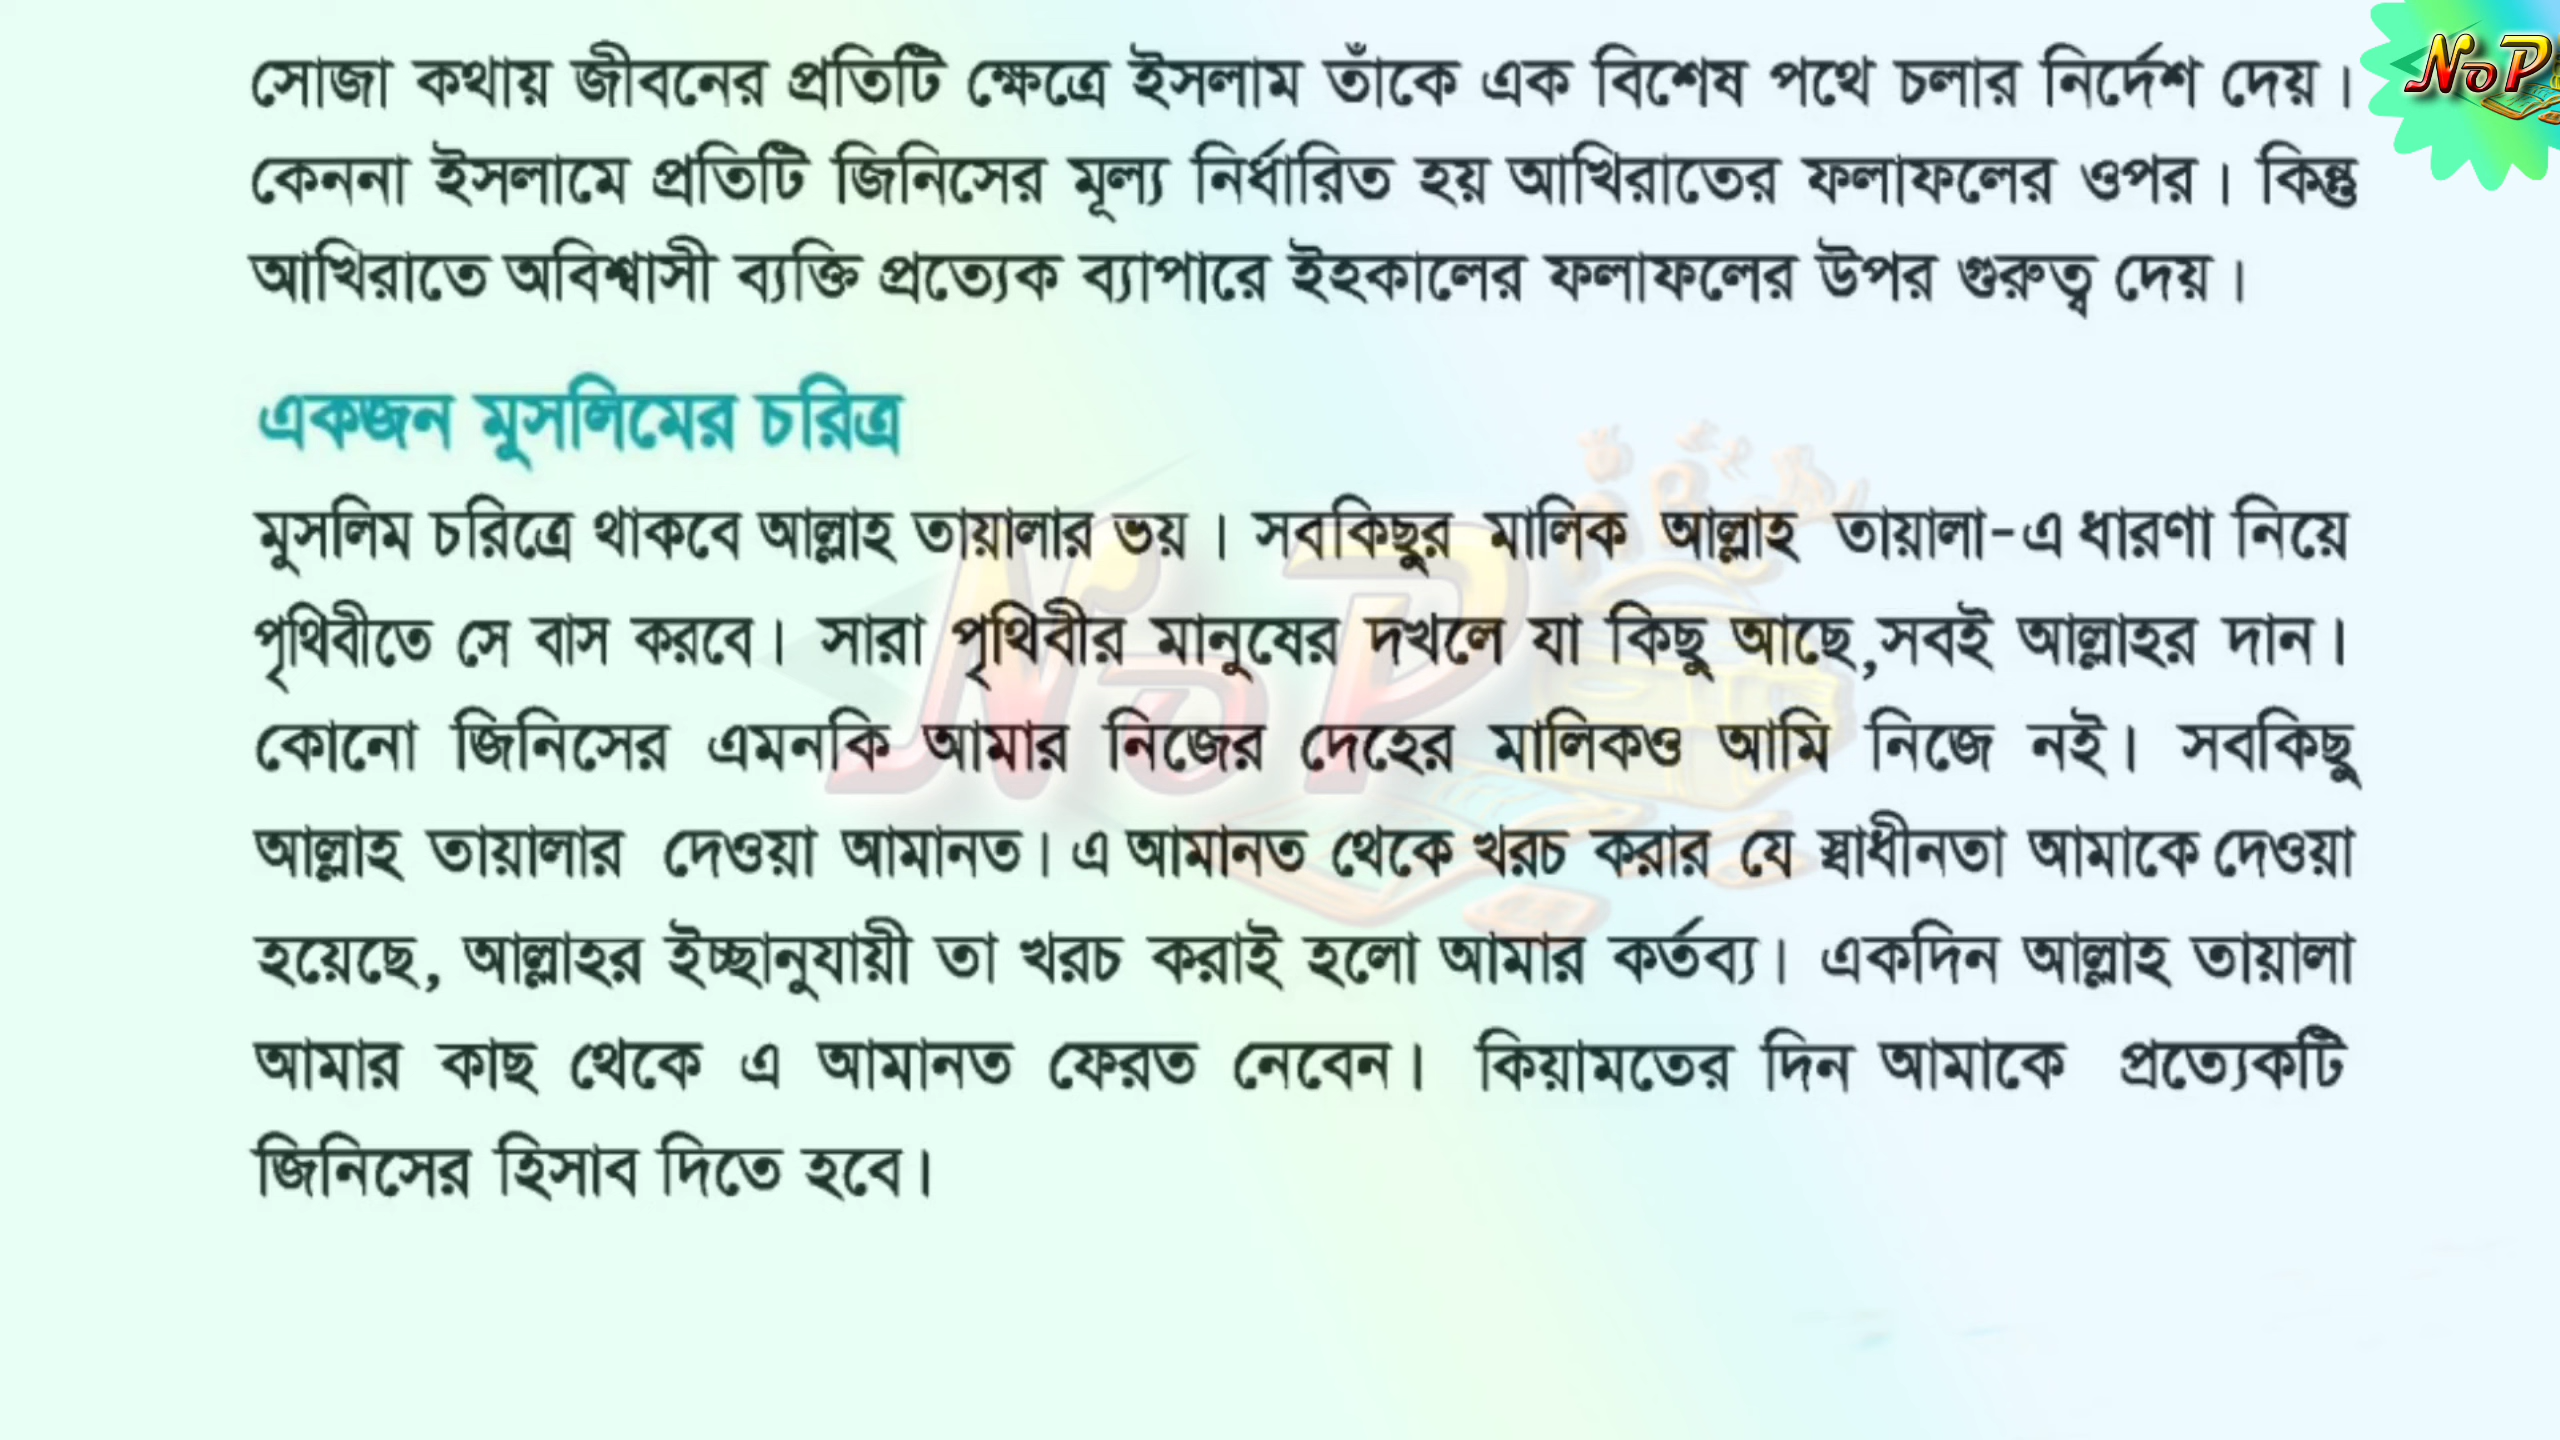 সোজা কথায় জীবনের প্রতিটি ক্ষেত্রে ইসলাম তাঁকে এক বিশেষ পথে চলার নির্দেশ দেয়।
কেননা ইসলামে প্রতিটি জিনিসের মূল্য নির্ধারিত হয় আখিরাতের ফলাফলের ওপর। কিন্তু
আখিরাতে অবিশ্বাসী ব্যক্তি প্রত্যেক ব্যাপারে ইহকালের ফলাফলের উপর গুরুত্ব দেয়।
একজন মুসলিমের চরিত্র
মুসলিম চরিত্রে থাকবে আল্লাহ তায়ালার ভয়। সবকিছুর মালিক আল্লাহ তায়ালা-এ ধারণা নিয়ে
পৃথিবীতে সে বাস করবে। সারা পৃথিবীর মানুষের দখলে যা কিছু আছে,সবই আল্লাহর দান।
কোনো জিনিসের এমনকি আমার নিজের দেহের মালিকও আমি নিজে নই। সবকিছু
আল্লাহ তায়ালার দেওয়া আমানত। এ আমানত থেকে খরচ করার যে স্বাধীনতা আমাকে দেওয়া
হয়েছে, আল্লাহর ইচ্ছানুযায়ী তা খরচ করাই হলো আমার কর্তব্য। একদিন আল্লাহ তায়ালা
আমার কাছ থেকে এ আমানত ফেরত নেবেন। কিয়ামতের দিন আমাকে প্রত্যেকটি
জিনিসের হিসাব দিতে হবে।
NoP
NoP